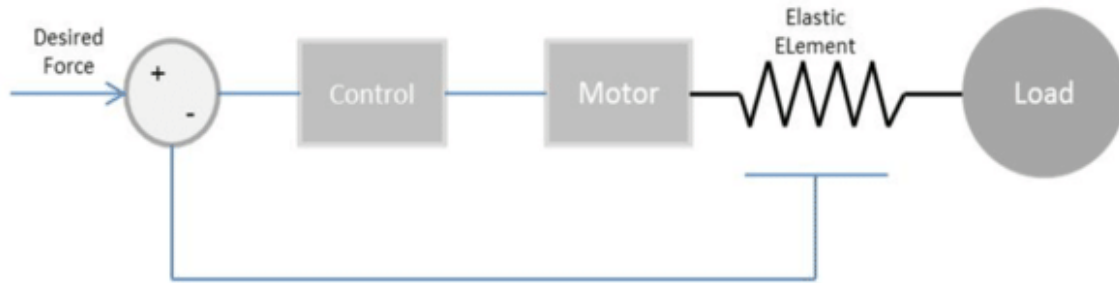 Desired
Force
+
-
Control
Motor
Elastic
ELement
Load